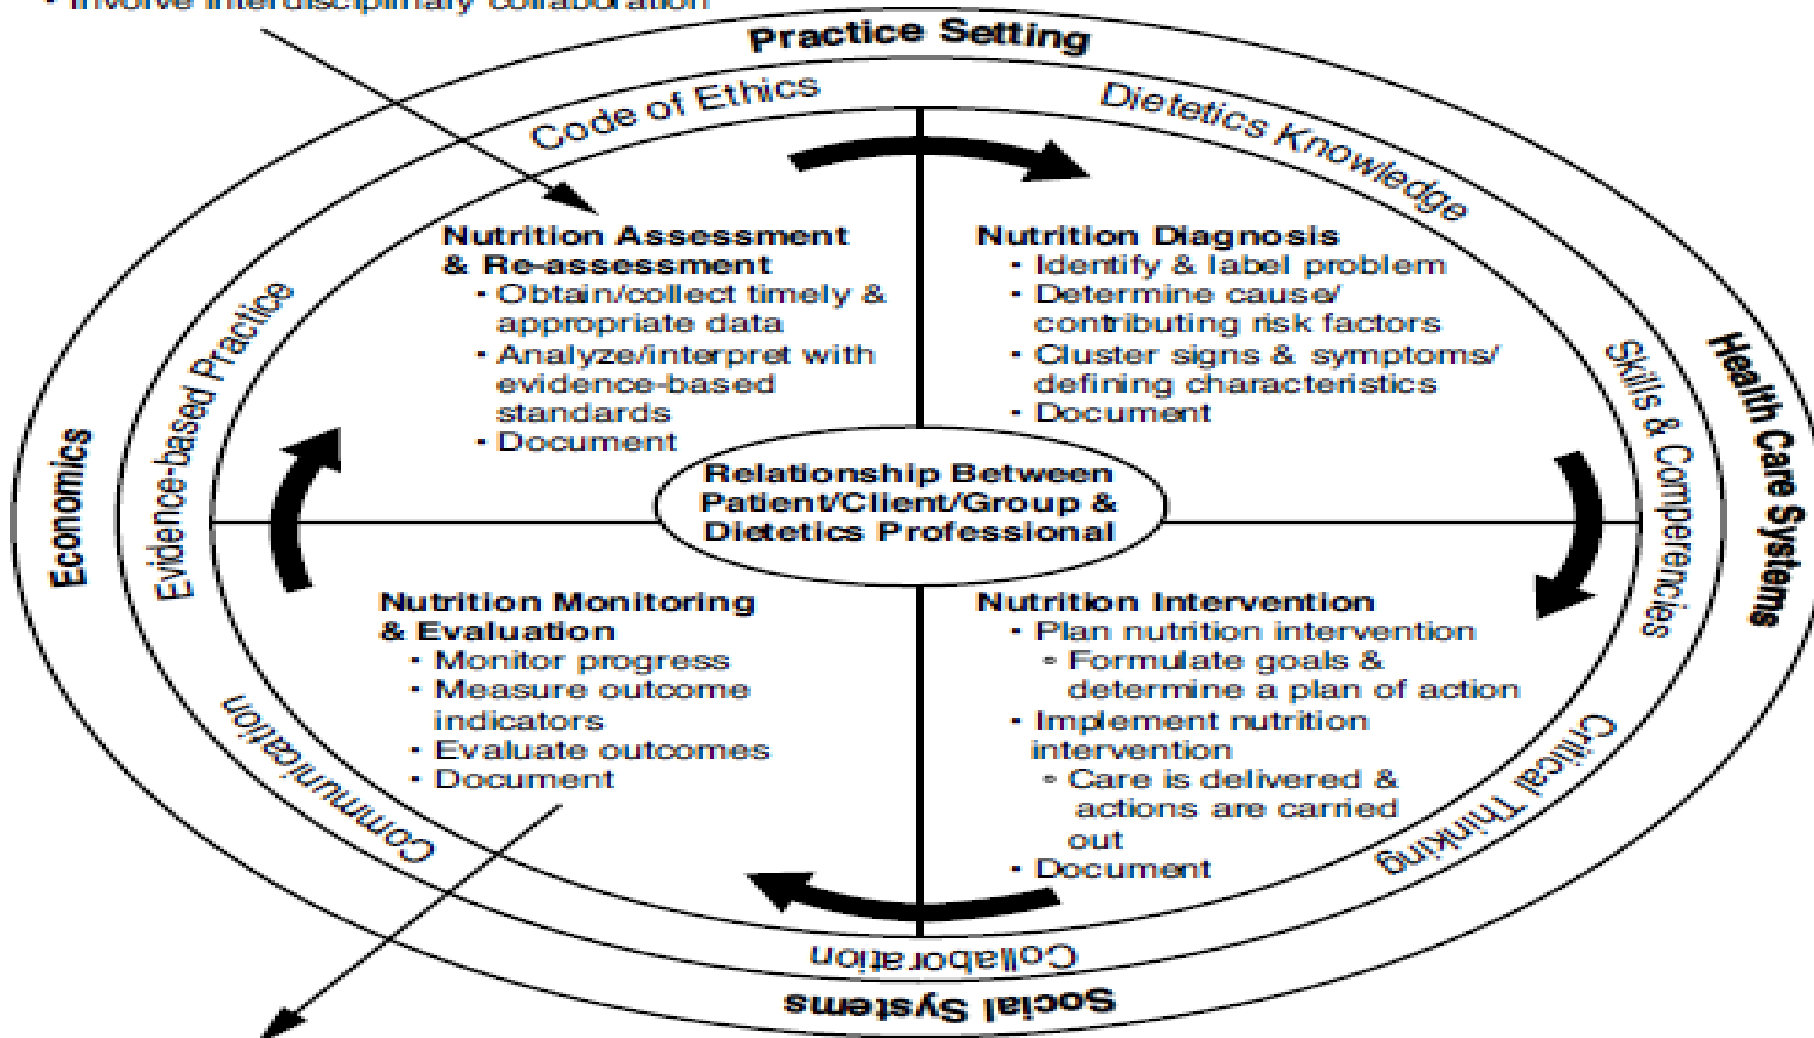 • Involve interdisciplinary collaboration
Practice Setting
Code of Ethics
Dietetics Knowledge
Nutrition Assessment
& Re-assessment
• Obtain/collect timely &
appropriate data
• Analyze/interpret with
evidence-based
standards
• Document
Nutrition Diagnosis
• Identify & label problem
• Determine cause/
contributing risk factors
• Cluster signs & symptoms/
defining characteristics
• Document
Evidence-based Practice
Economics
Skills & Comperencies
Health Care Systems
Relationship Between
Patient/Client/Group &
Dietetics Professional
Nutrition Monitoring
& Evaluation
• Monitor progress
• Measure outcome
indicators
• Evaluate outcomes
• Document
Nutrition Intervention
• Plan nutrition intervention
• Formulate goals &
determine a plan of action
• Implement nutrition
intervention
• Care is delivered &
actions are carried
out
• Document
Communication
Critical Thinking
Collaboration
Social Systems